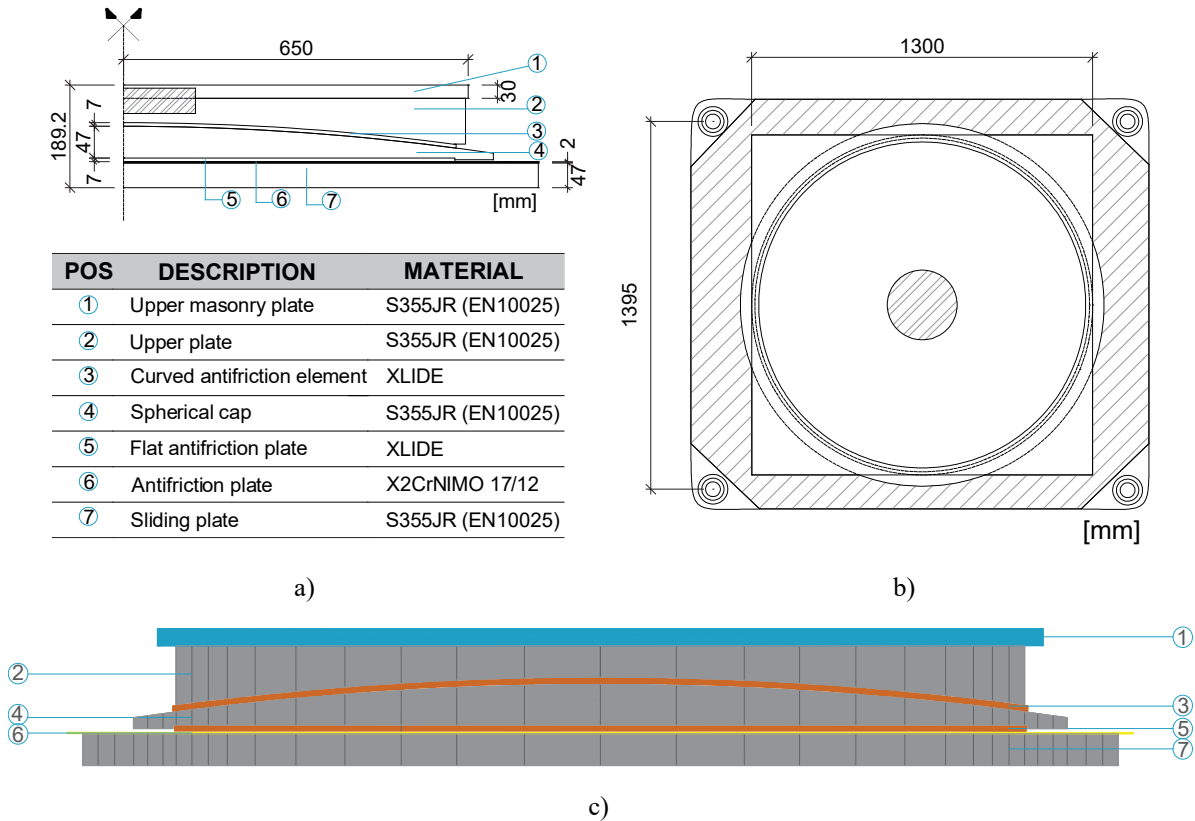 650
1
30
2
189.2
7
3
47
4
2
7
47
5
6
7
[mm]
POS DESCRIPTION MATERIAL
1 Upper masonry plate S355JR (EN10025)
2 Upper plate S355JR (EN10025)
3 Curved antifriction element XLIDE
4 Spherical cap S355JR (EN10025)
5 Flat antifriction plate XLIDE
6 Antifriction plate X2CrNIMO 17/12
7 Sliding plate S355JR (EN10025)
a)
1300
1395
[mm]
b)
1
2
3
4
5
6
7
c)